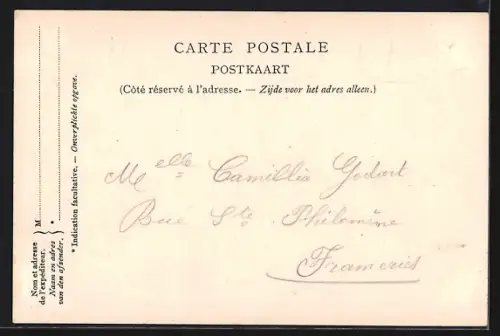 CARTE POSTALE
POSTKAART
(Côté réservé à l'adresse. — Zijde voor het adres alleen.)
Melle Camillia Godart
Rue Ste Philomène
Frameries
* Indication facultative. — Onverplichte opgave.
M
*
Nom et adresse
de l'expéditeur.
Naam en adres
van den afzender.